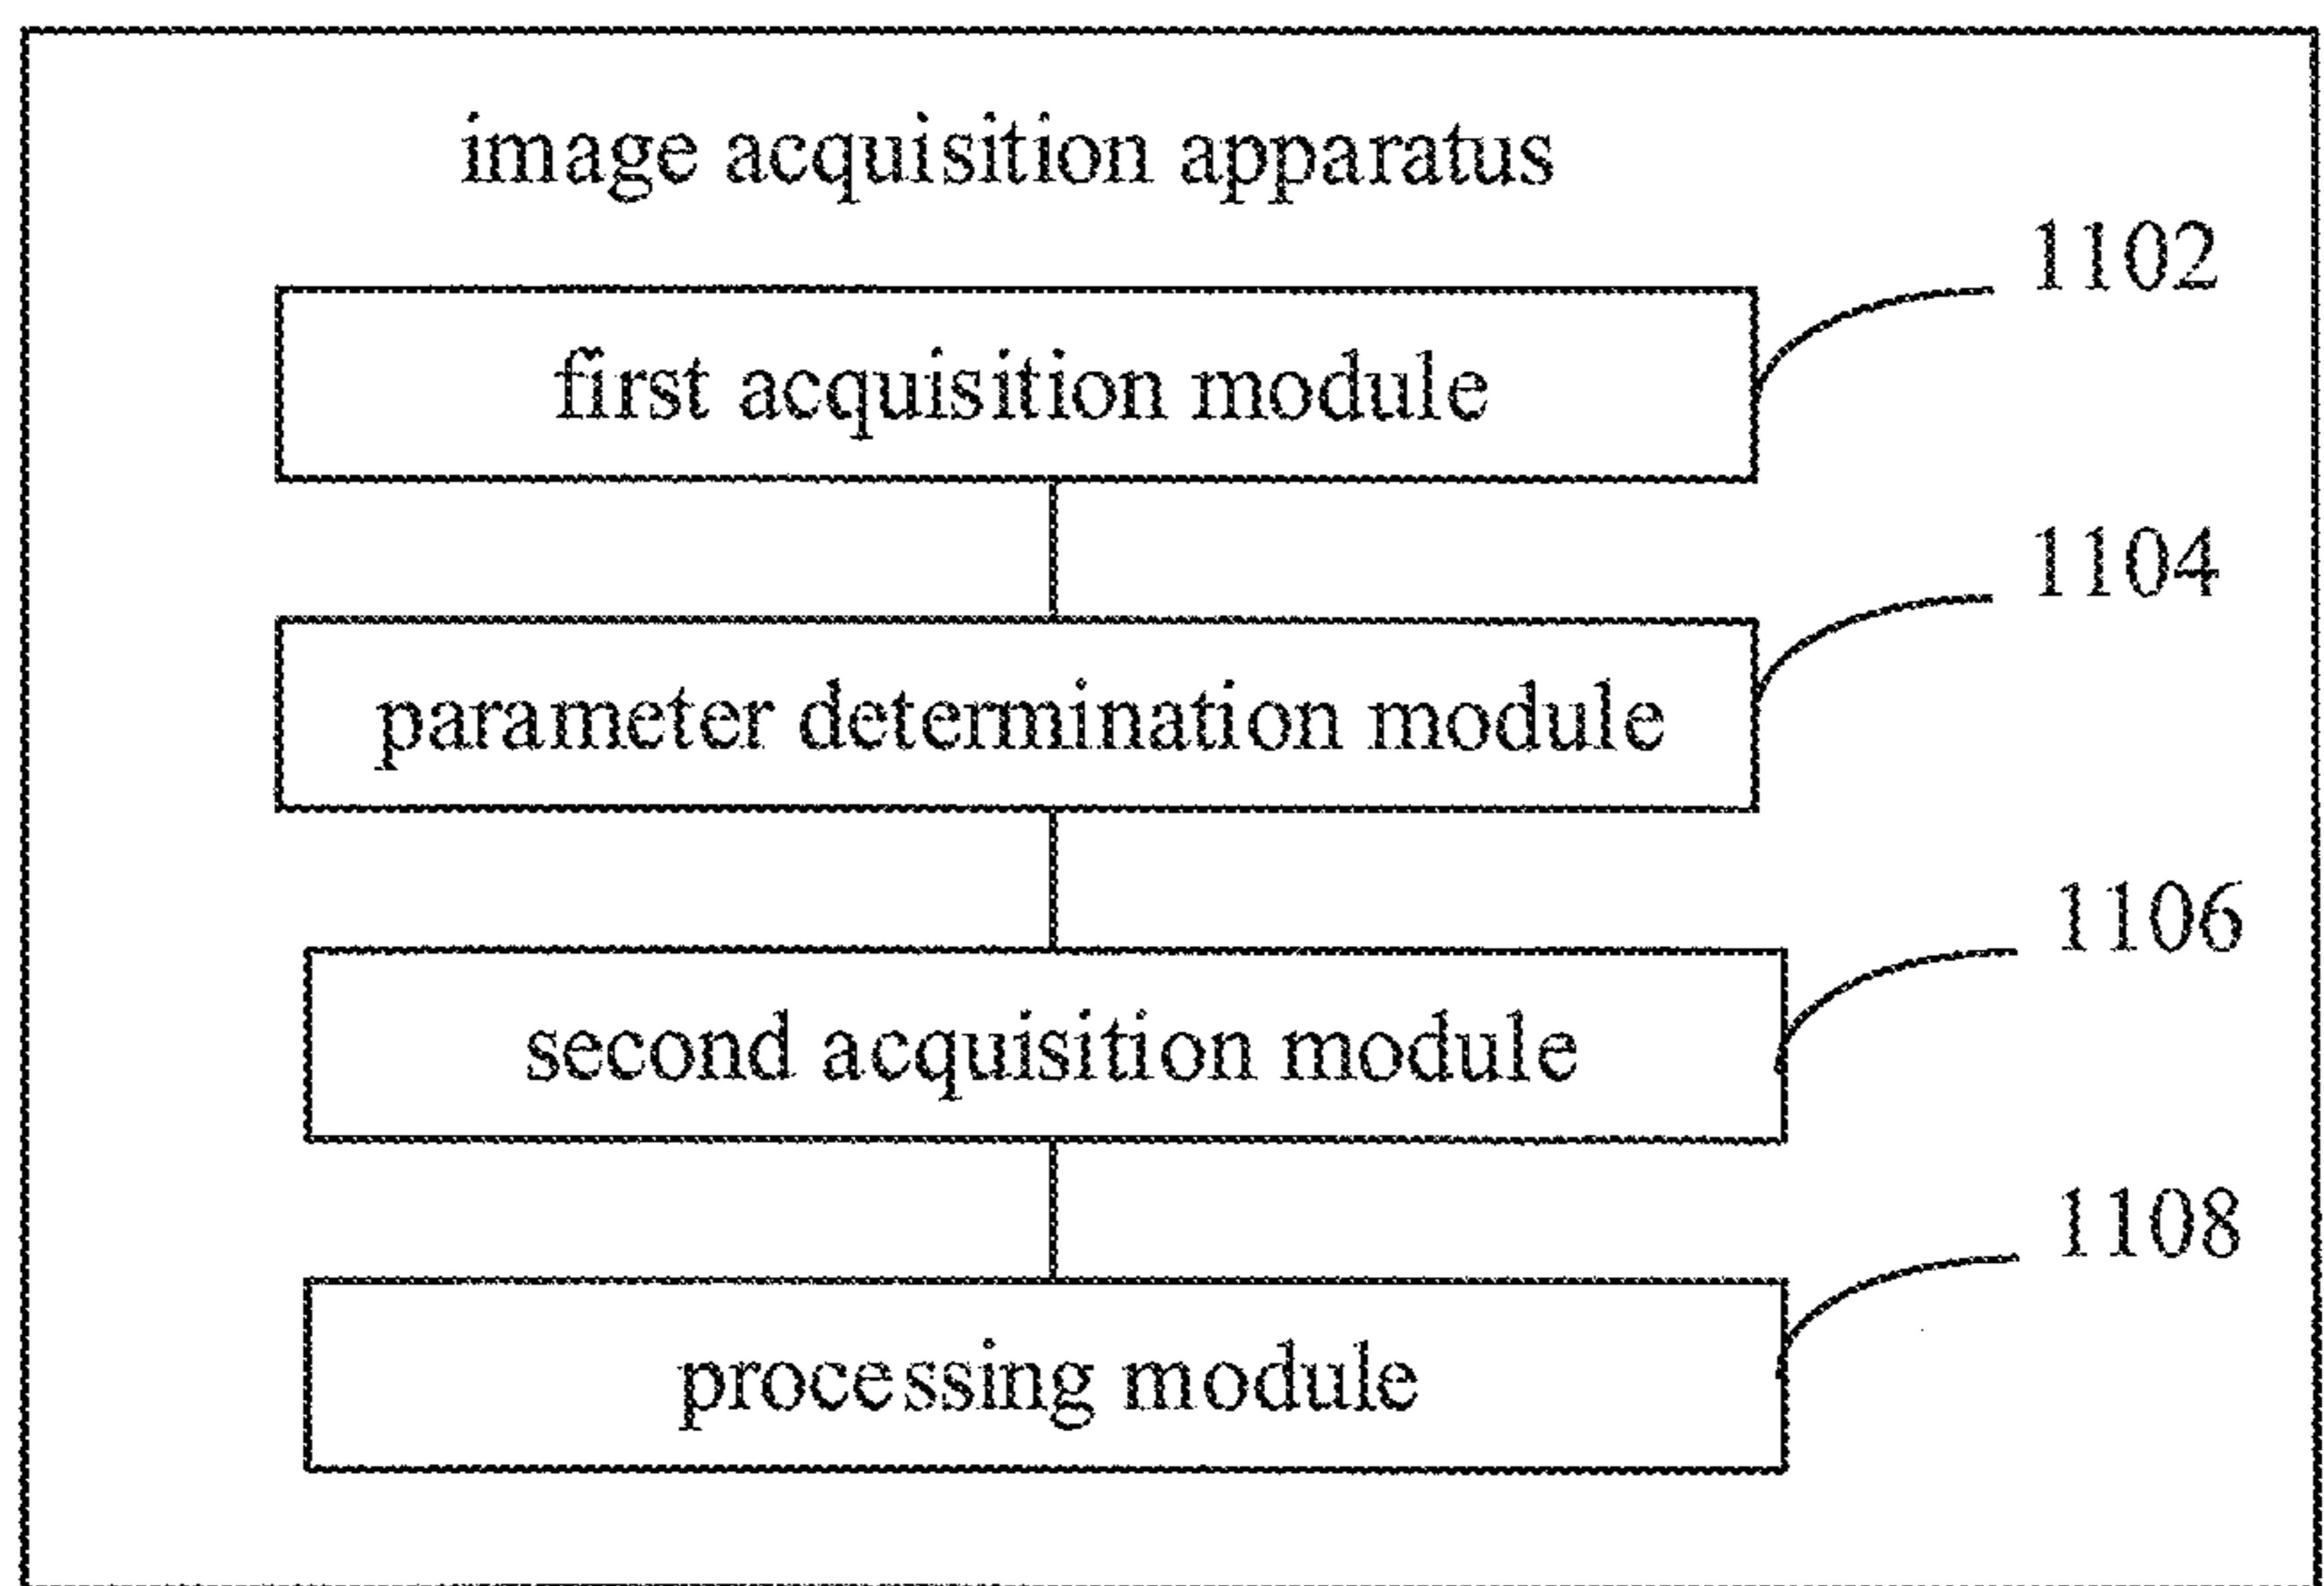 image acquisition apparatus
1102
first acquisition module
1104
parameter determination module
1106
second acquisition module
1108
processing module